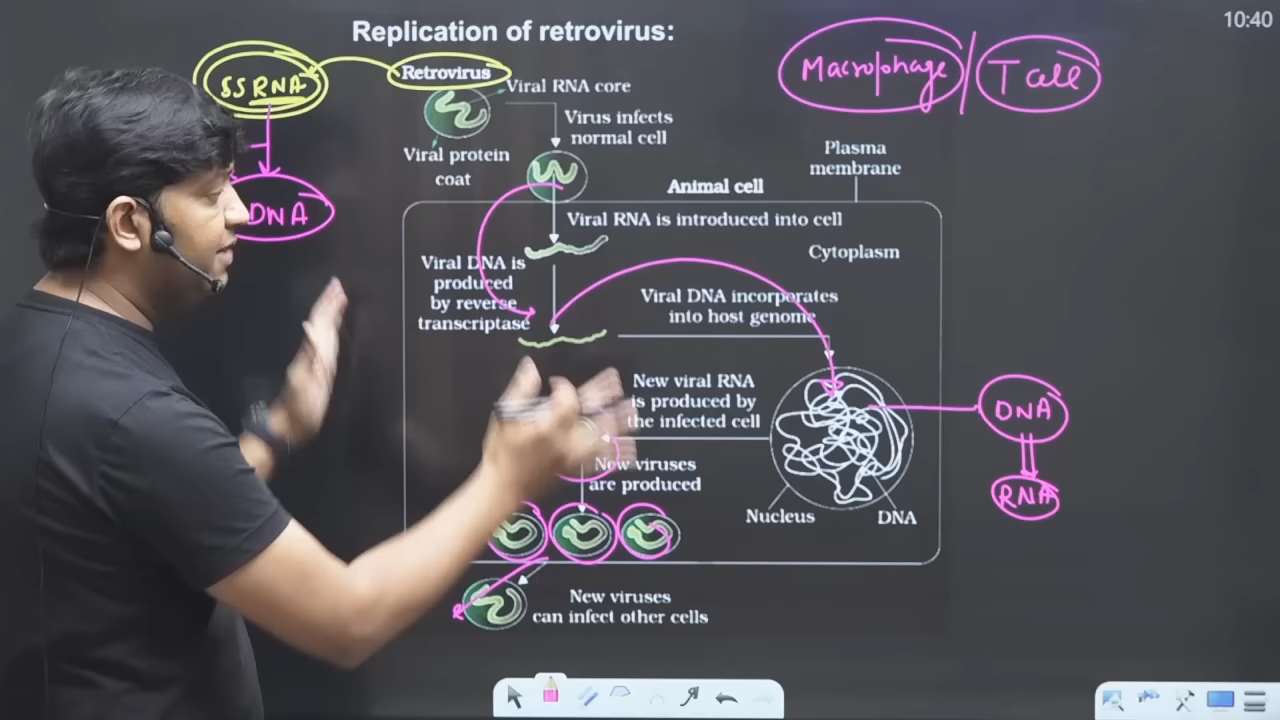 Replication of retrovirus:
10:40
Macrophage / T cell
SS RNA
DNA
Retrovirus
Viral RNA core
Virus infects
normal cell
Viral protein
coat
Plasma
membrane
Animal cell
Viral RNA is introduced into cell
Cytoplasm
Viral DNA is
produced
by reverse
transcriptase
Viral DNA incorporates
into host genome
New viral RNA
is produced by
the infected cell
DNA
RNA
New viruses
are produced
Nucleus
DNA
New viruses
can infect other cells